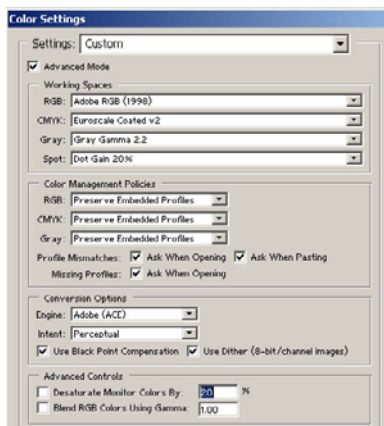 Color Settings
Settings: Custom
Advanced Mode
Working Spaces
RGB: Adobe RGB (1998)
CMYK: Euroscale Coated v2
Gray: Gray Gamma 2.2
Spot: Dot Gain 20%
Color Management Policies
RGB: Preserve Embedded Profiles
CMYK: Preserve Embedded Profiles
Gray: Preserve Embedded Profiles
Profile Mismatches: Ask When Opening Ask When Pasting
Missing Profiles: Ask When Opening
Conversion Options
Engine: Adobe (ACE)
Intent: Perceptual
Use Black Point Compensation Use Dither (8-bit/channel images)
Advanced Controls
Desaturate Monitor Colors By: 20 %
Blend RGB Colors Using Gamma: 1.00